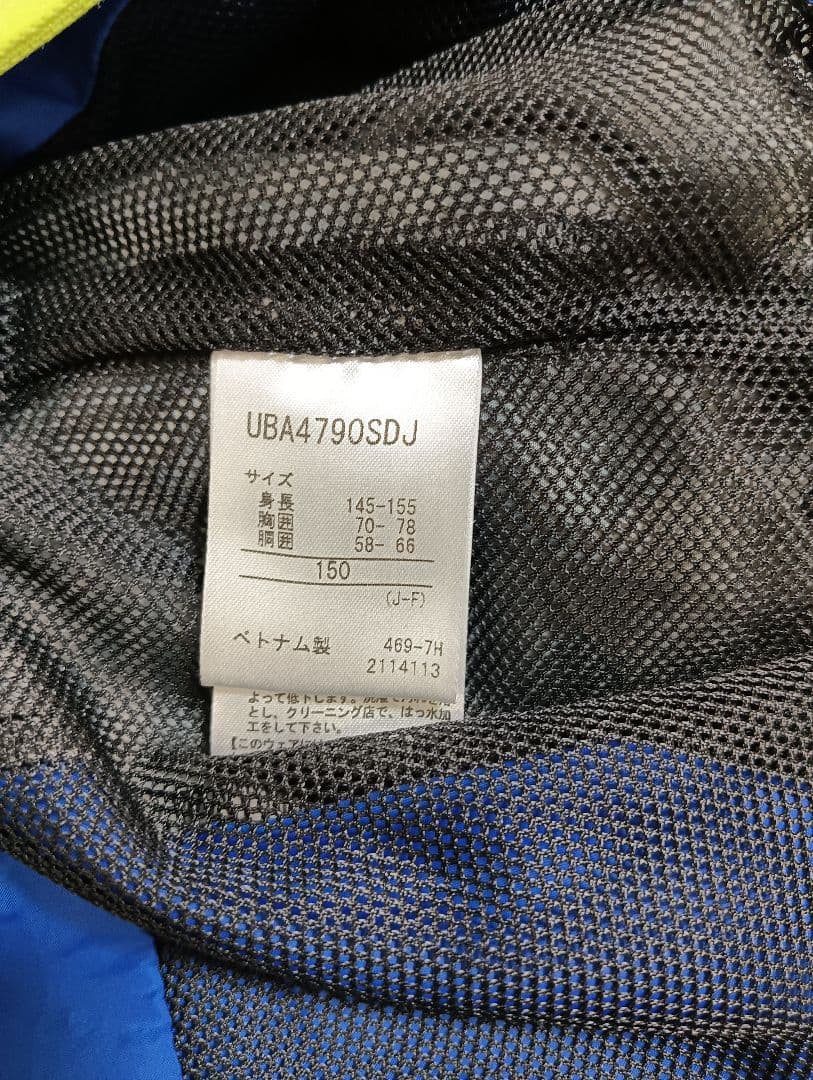 UBA4790SDJ
サイズ
身長 145-155
胸囲 70- 78
胴囲 58- 66
150
(J-F)
ベトナム製 469-7H
2114113
よって低下します。
とし、クリーニング店で、はっ水加
工をして下さい。
【このウェアに